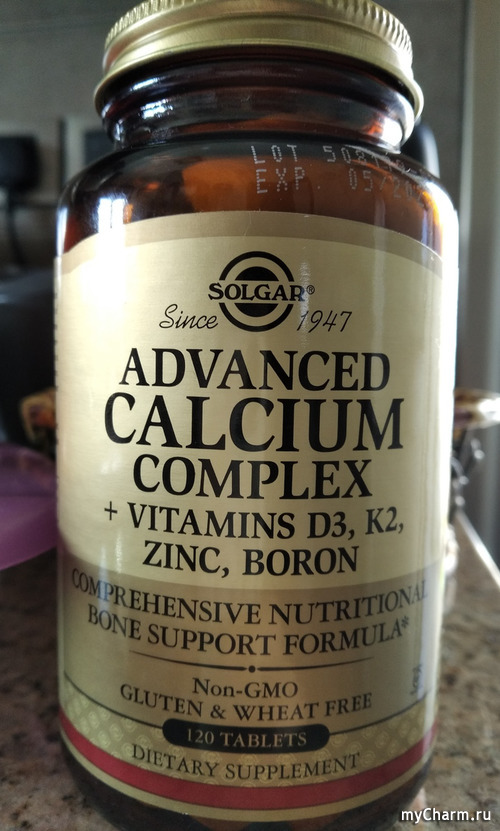 LOT
EXP. 05/
SOLGAR®
Since 1947
ADVANCED
CALCIUM
COMPLEX
+ VITAMINS D3, K2,
ZINC, BORON
COMPREHENSIVE NUTRITIONAL
BONE SUPPORT FORMULA*
Non-GMO
GLUTEN & WHEAT FREE
120 TABLETS
DIETARY SUPPLEMENT
myCharm.ru